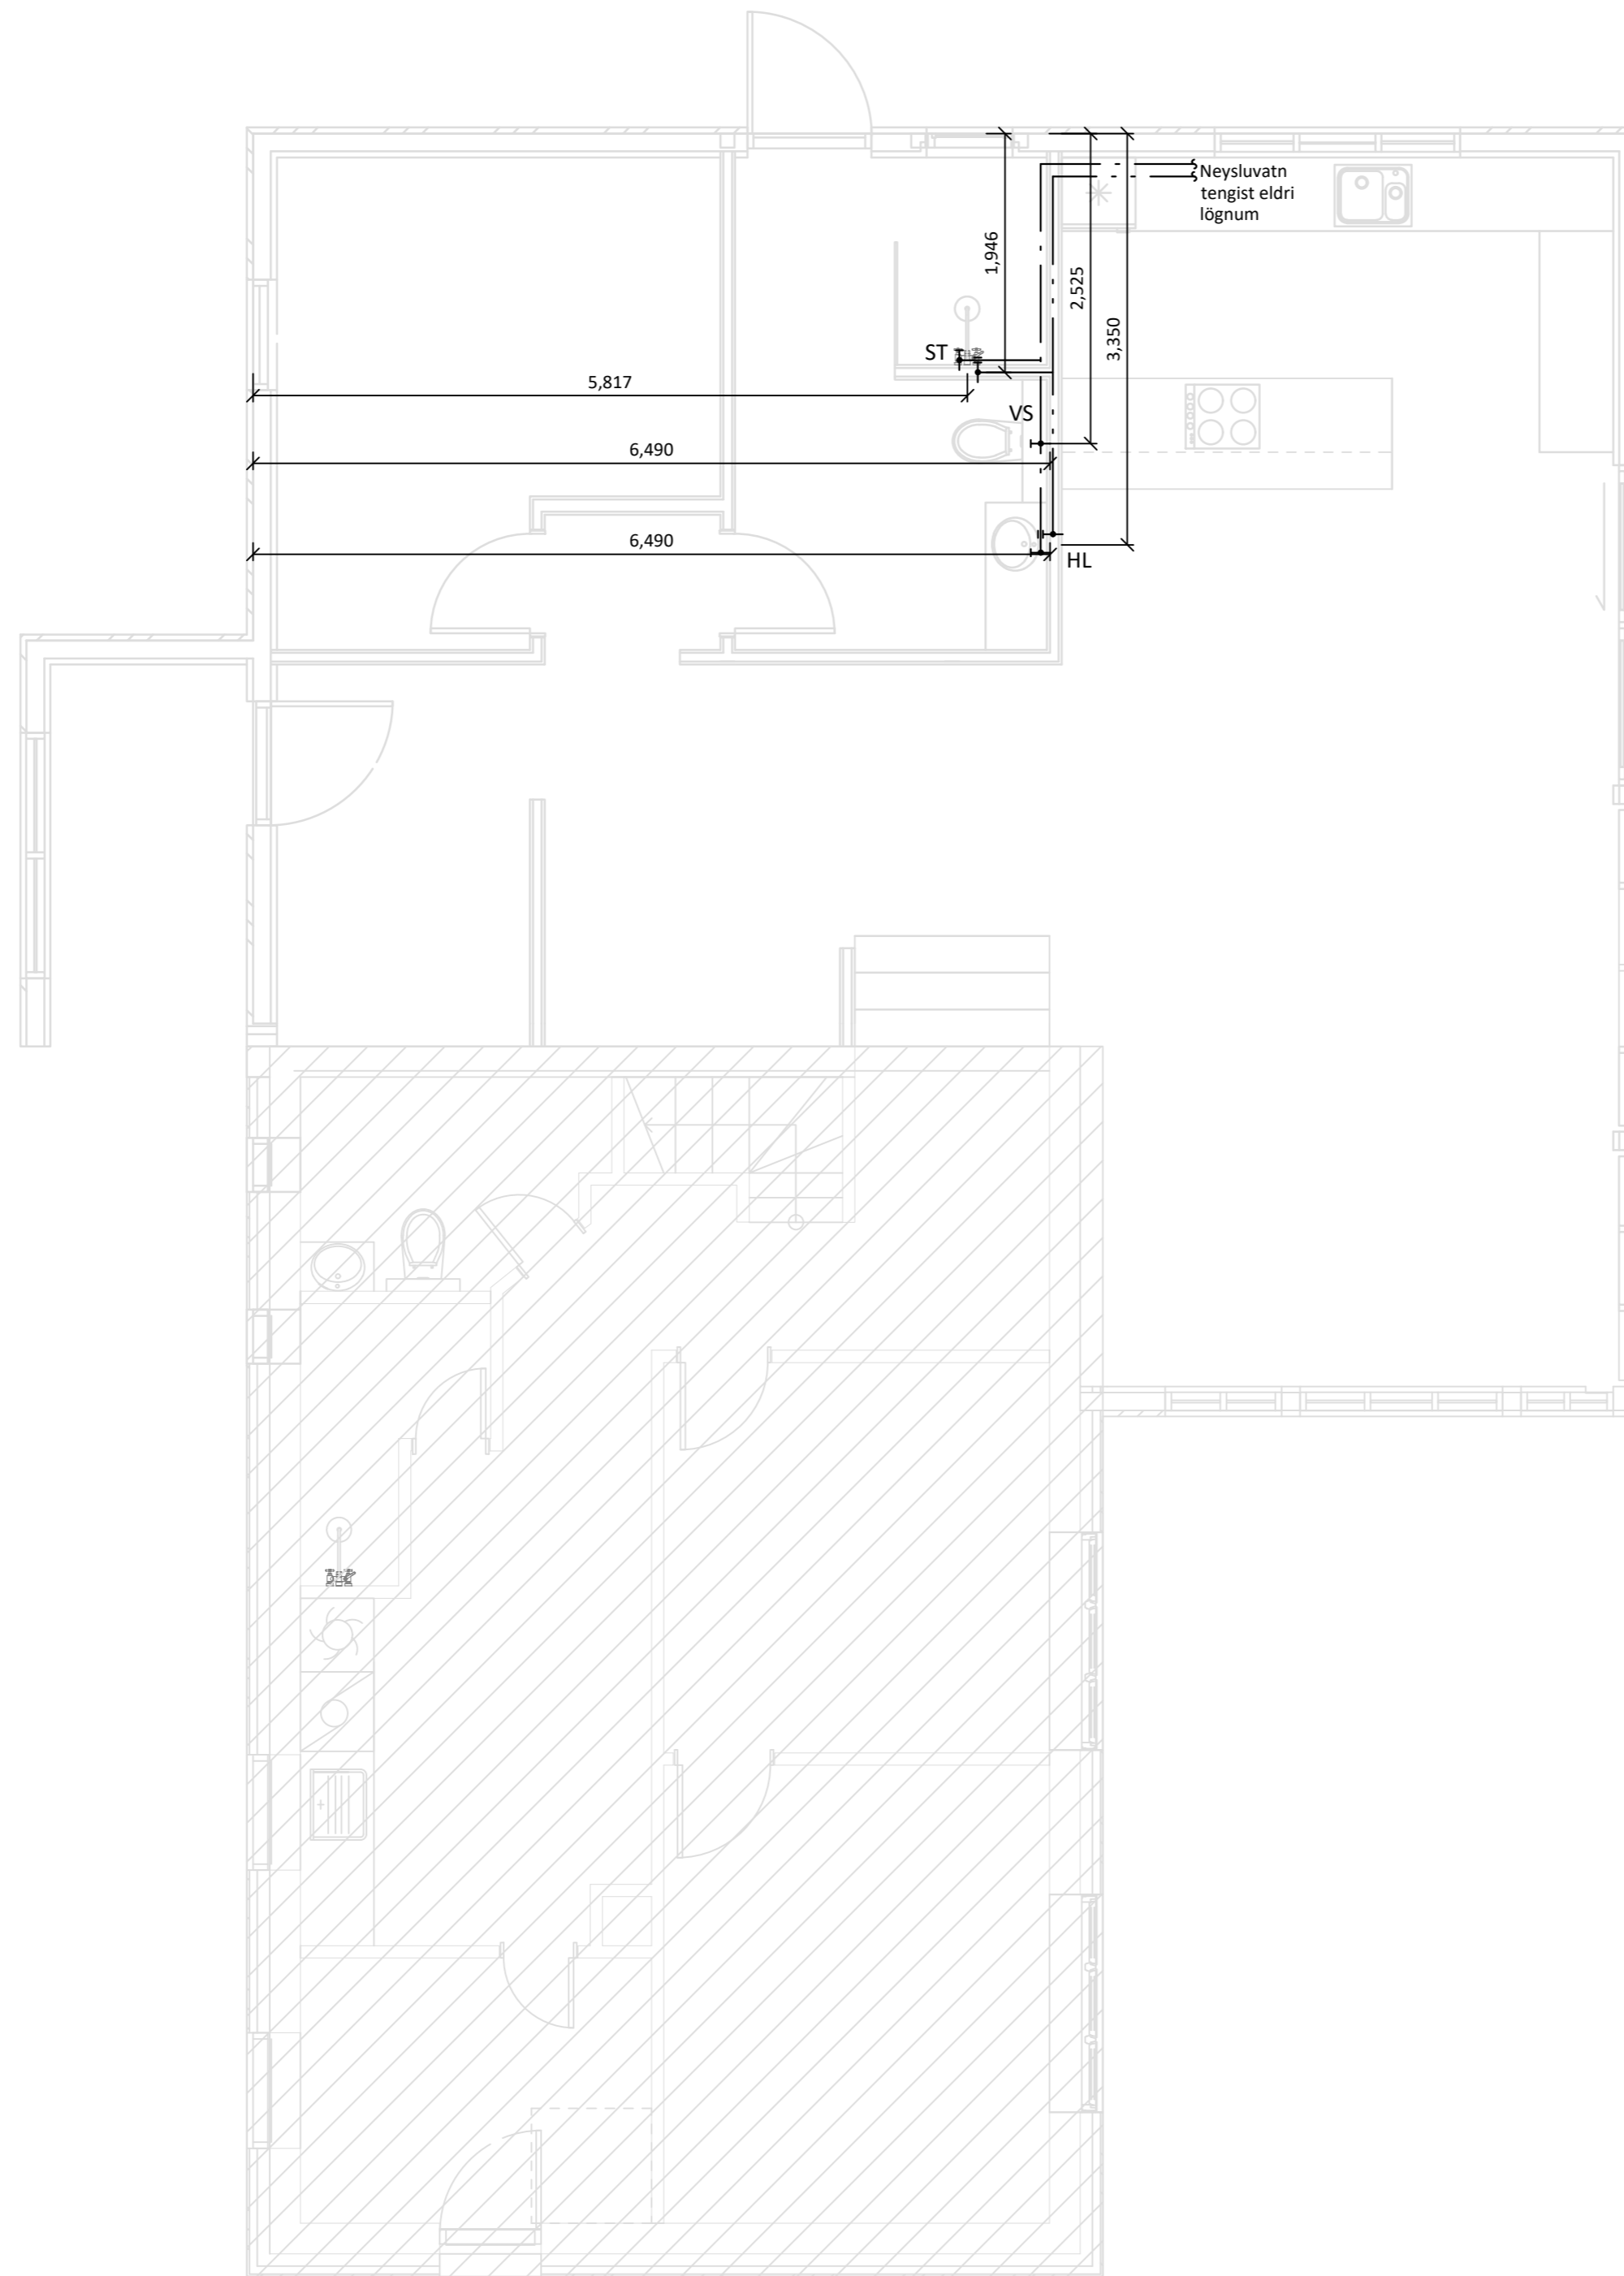 Neysluvatn
tengist eldri
lögnum
1,946
2,525
3,350
ST
5,817
VS
6,490
6,490
HL